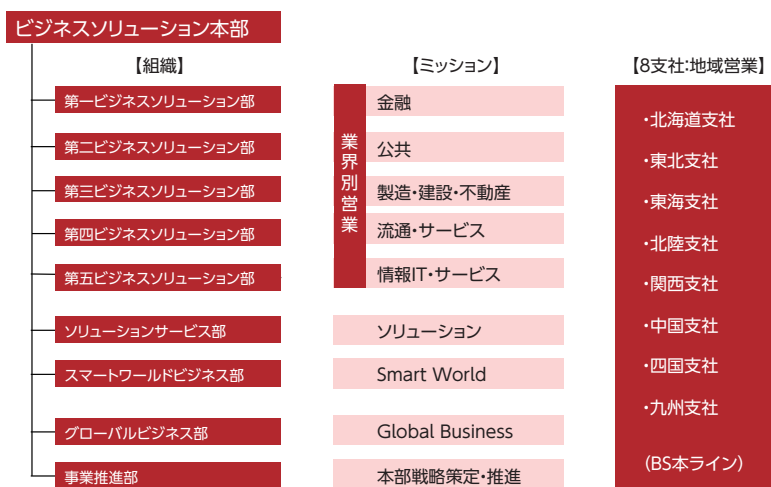 ビジネスソリューション本部
【組織】
第一ビジネスソリューション部
第二ビジネスソリューション部
第三ビジネスソリューション部
第四ビジネスソリューション部
第五ビジネスソリューション部
ソリューションサービス部
スマートワールドビジネス部
グローバルビジネス部
事業推進部
【ミッション】
業界別営業
金融
公共
製造・建設・不動産
流通・サービス
情報IT・サービス
ソリューション
Smart World
Global Business
本部戦略策定・推進
【8支社:地域営業】
・北海道支社
・東北支社
・東海支社
・北陸支社
・関西支社
・中国支社
・四国支社
・九州支社
(BS本ライン)